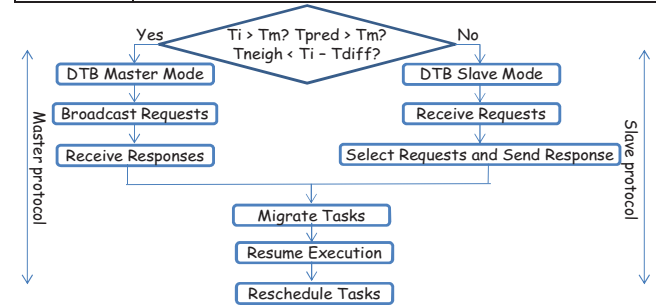 Yes
Ti > Tm? Tpred > Tm?
Tneigh < Ti – Tdiff?
No
DTB Master Mode
DTB Slave Mode
Broadcast Requests
Receive Requests
Receive Responses
Select Requests and Send Response
Master protocol
Slave protocol
Migrate Tasks
Resume Execution
Reschedule Tasks